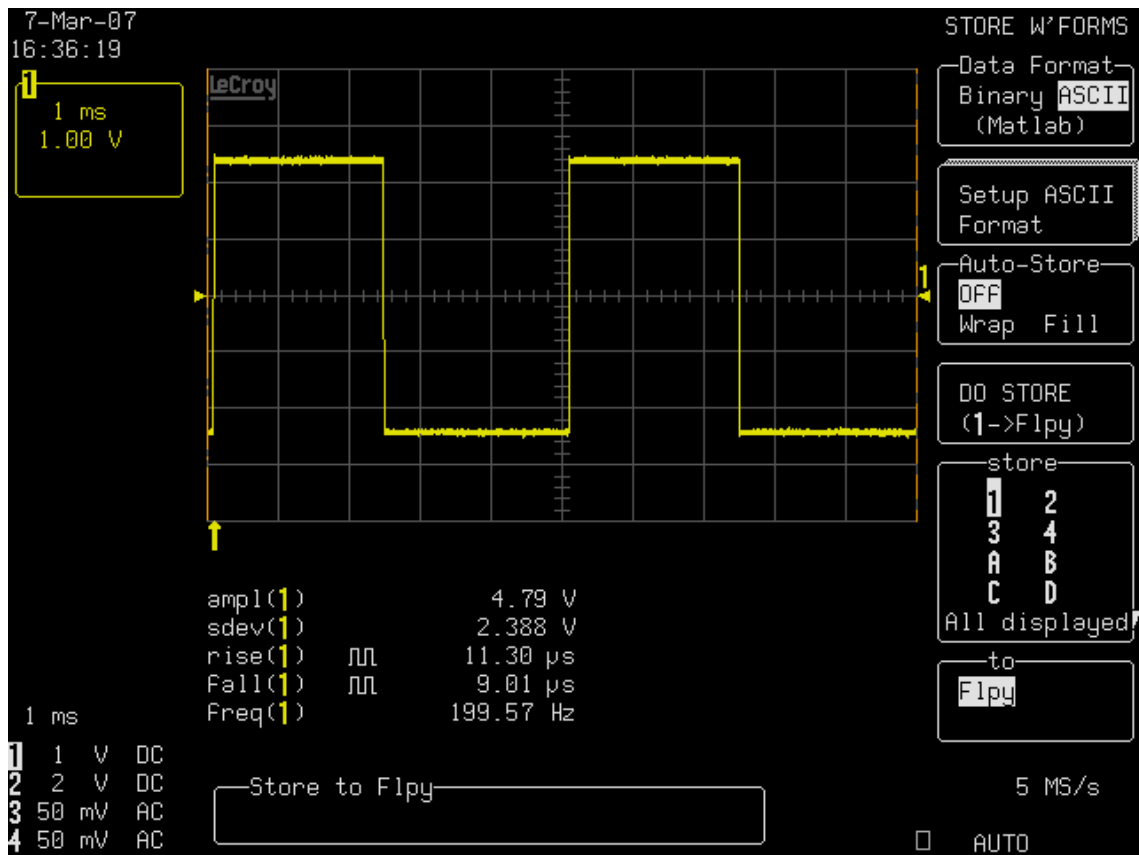 7-Mar-07
16:36:19
1
1 ms
1.00 V
LeCroy
1
ampl(1) 4.79 V
sdev(1) 2.388 V
rise(1) 11.30 µs
Fall(1) 9.01 µs
Freq(1) 199.57 Hz
1 ms
1 1 V DC
2 2 V DC
3 50 mV AC
4 50 mV AC
Store to Flpy
STORE W'FORMS
Data Format
Binary ASCII
(Matlab)
Setup ASCII
Format
Auto-Store
OFF
Wrap Fill
DO STORE
(1->Flpy)
store
1 2
3 4
A B
C D
All displayed
to
Flpy
5 MS/s
AUTO